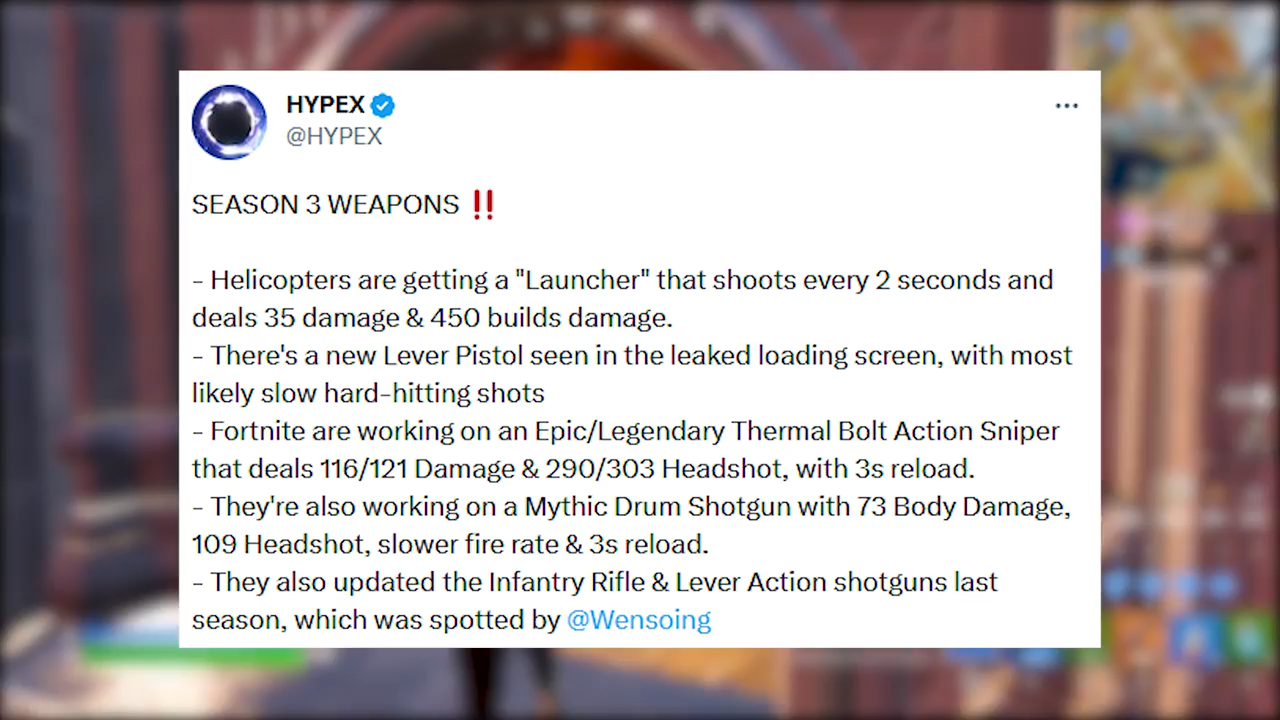 HYPEX
@HYPEX
SEASON 3 WEAPONS ‼️
- Helicopters are getting a "Launcher" that shoots every 2 seconds and
deals 35 damage & 450 builds damage.
- There's a new Lever Pistol seen in the leaked loading screen, with most
likely slow hard-hitting shots
- Fortnite are working on an Epic/Legendary Thermal Bolt Action Sniper
that deals 116/121 Damage & 290/303 Headshot, with 3s reload.
- They're also working on a Mythic Drum Shotgun with 73 Body Damage,
109 Headshot, slower fire rate & 3s reload.
- They also updated the Infantry Rifle & Lever Action shotguns last
season, which was spotted by @Wensoing